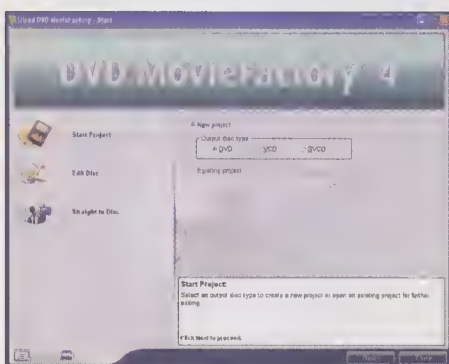 Ulead DVD MovieFactory - Start
DVD MovieFactory 4
Start Project
Edit Disc
Straight to Disc
New project
Output disc type
DVD VCD SVCD
Existing project
Start Project:
Select an output disc type to create a new project or open an existing project for further editing.
Click Next to proceed.
Next